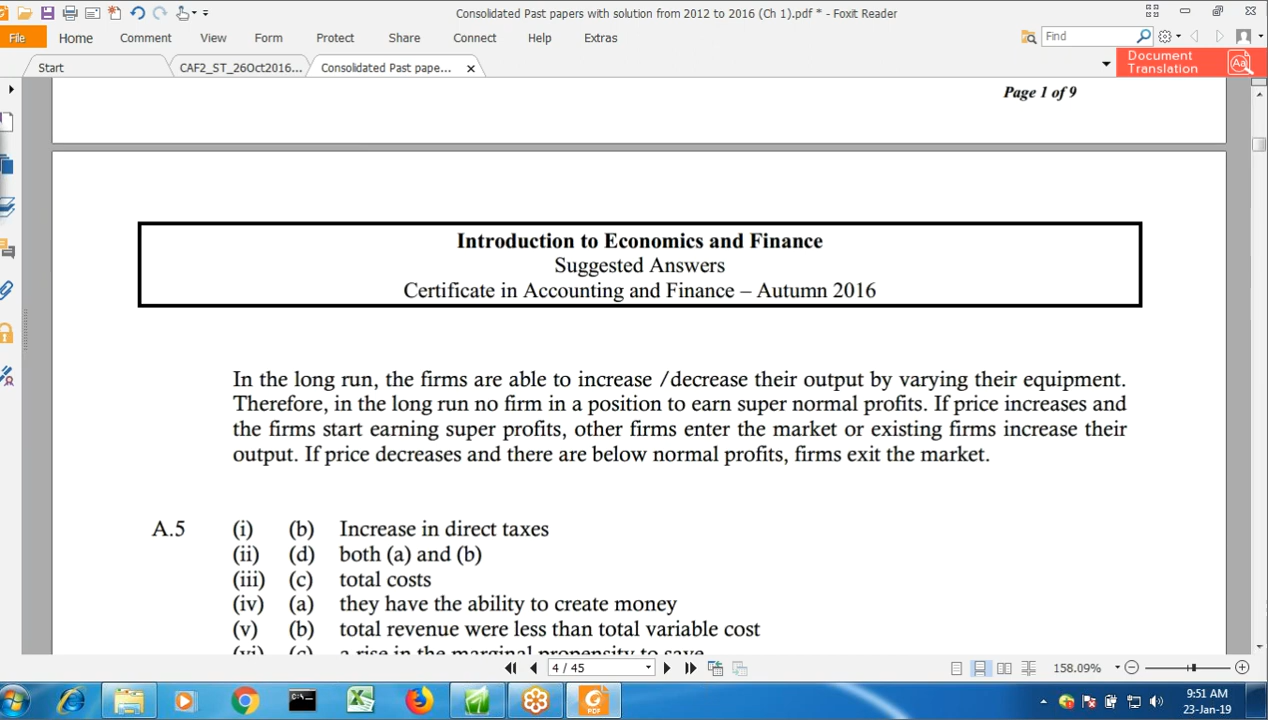 Consolidated Past papers with solution from 2012 to 2016 (Ch 1).pdf * - Foxit Reader
File Home Comment View Form Protect Share Connect Help Extras Find
Start CAF2_ST_26Oct2016... Consolidated Past pape... x Document
Translation
Page 1 of 9
Introduction to Economics and Finance
Suggested Answers
Certificate in Accounting and Finance – Autumn 2016
In the long run, the firms are able to increase /decrease their output by varying their equipment.
Therefore, in the long run no firm in a position to earn super normal profits. If price increases and
the firms start earning super profits, other firms enter the market or existing firms increase their
output. If price decreases and there are below normal profits, firms exit the market.
A.5 (i) (b) Increase in direct taxes
(ii) (d) both (a) and (b)
(iii) (c) total costs
(iv) (a) they have the ability to create money
(v) (b) total revenue were less than total variable cost
(vi) (c) a rise in the marginal propensity to save
4 / 45 158.09%
9:51 AM
23-Jan-19